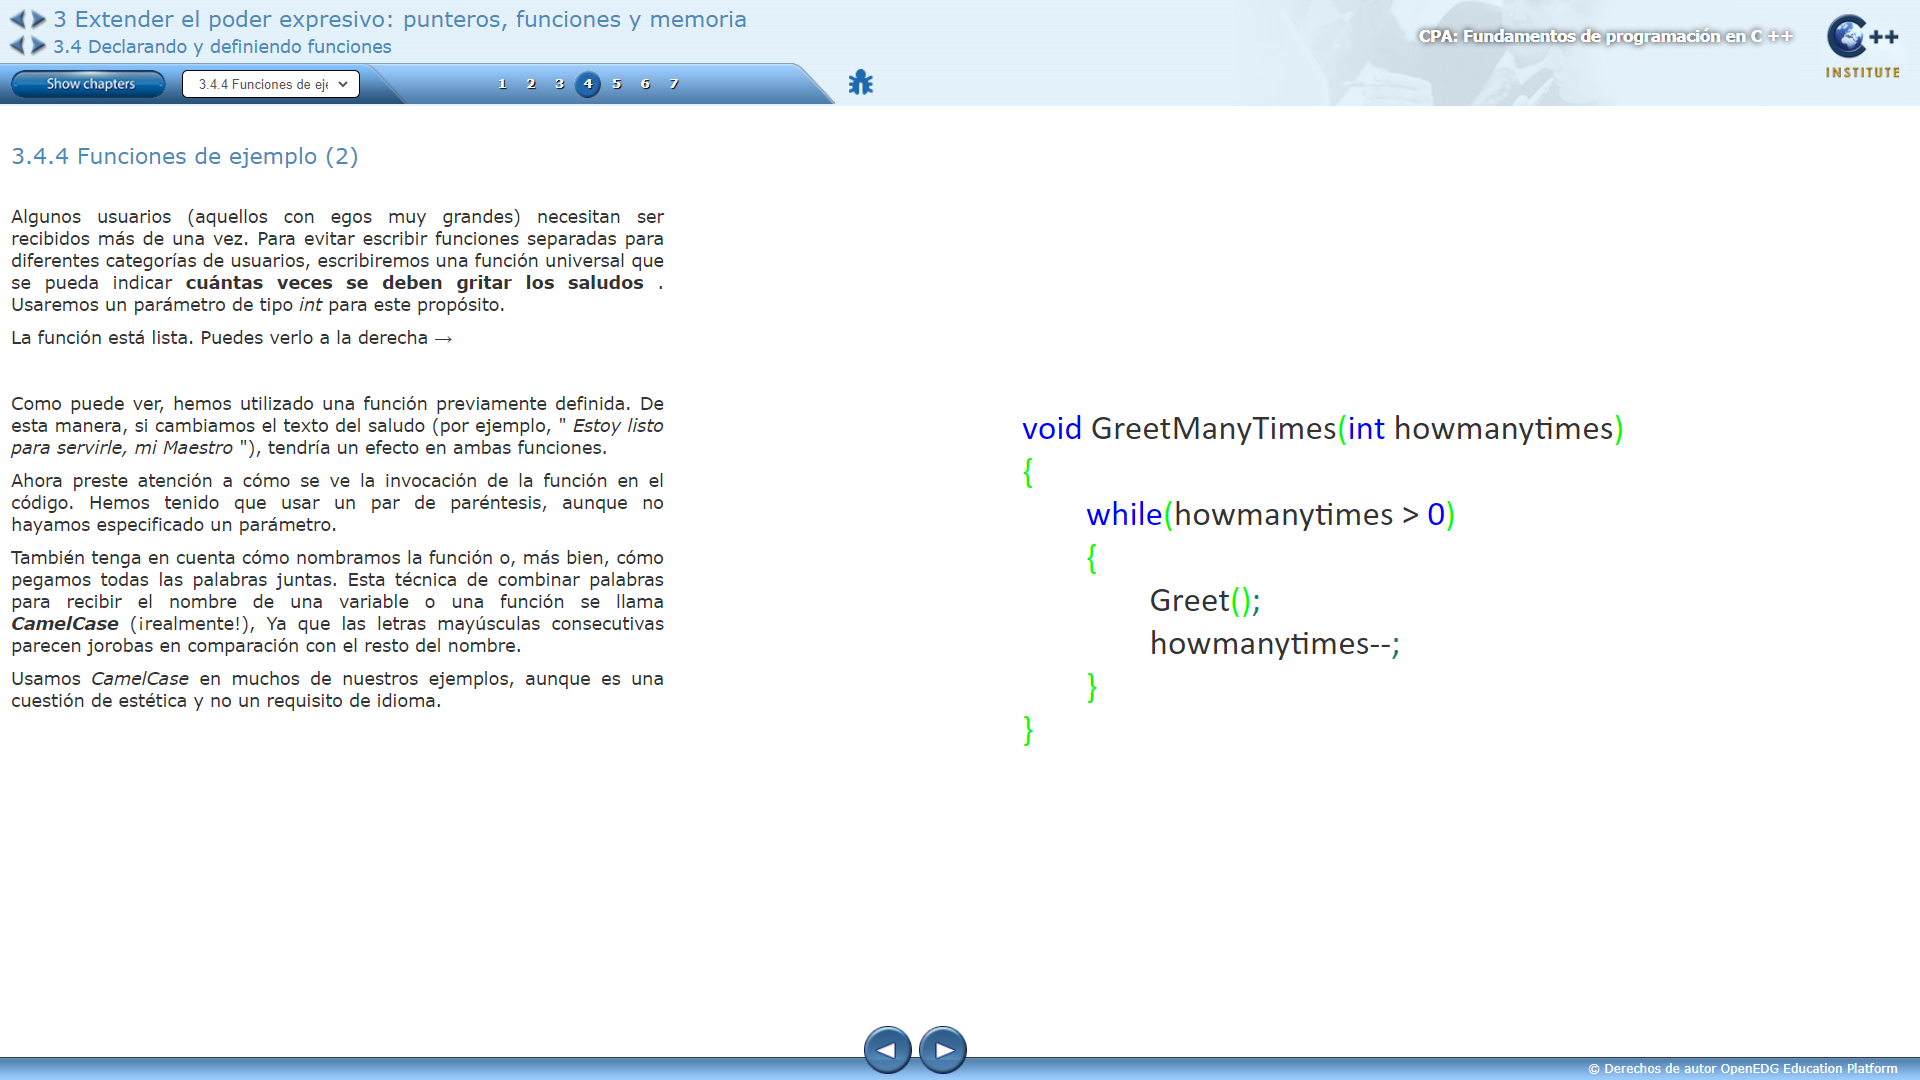 3 Extender el poder expresivo: punteros, funciones y memoria
3.4 Declarando y definiendo funciones
CPA: Fundamentos de programación en C ++
C++
INSTITUTE
Show chapters
3.4.4 Funciones de eje
1 2 3 4 5 6 7
3.4.4 Funciones de ejemplo (2)
Algunos usuarios (aquellos con egos muy grandes) necesitan ser
recibidos más de una vez. Para evitar escribir funciones separadas para
diferentes categorías de usuarios, escribiremos una función universal que
se pueda indicar cuántas veces se deben gritar los saludos .
Usaremos un parámetro de tipo int para este propósito.
La función está lista. Puedes verlo a la derecha →
Como puede ver, hemos utilizado una función previamente definida. De
esta manera, si cambiamos el texto del saludo (por ejemplo, " Estoy listo
para servirle, mi Maestro "), tendría un efecto en ambas funciones.
Ahora preste atención a cómo se ve la invocación de la función en el
código. Hemos tenido que usar un par de paréntesis, aunque no
hayamos especificado un parámetro.
También tenga en cuenta cómo nombramos la función o, más bien, cómo
pegamos todas las palabras juntas. Esta técnica de combinar palabras
para recibir el nombre de una variable o una función se llama
CamelCase (¡realmente!), Ya que las letras mayúsculas consecutivas
parecen jorobas en comparación con el resto del nombre.
Usamos CamelCase en muchos de nuestros ejemplos, aunque es una
cuestión de estética y no un requisito de idioma.
void GreetManyTimes(int howmanytimes)
{
while(howmanytimes > 0)
{
Greet();
howmanytimes--;
}
}
© Derechos de autor OpenEDG Education Platform